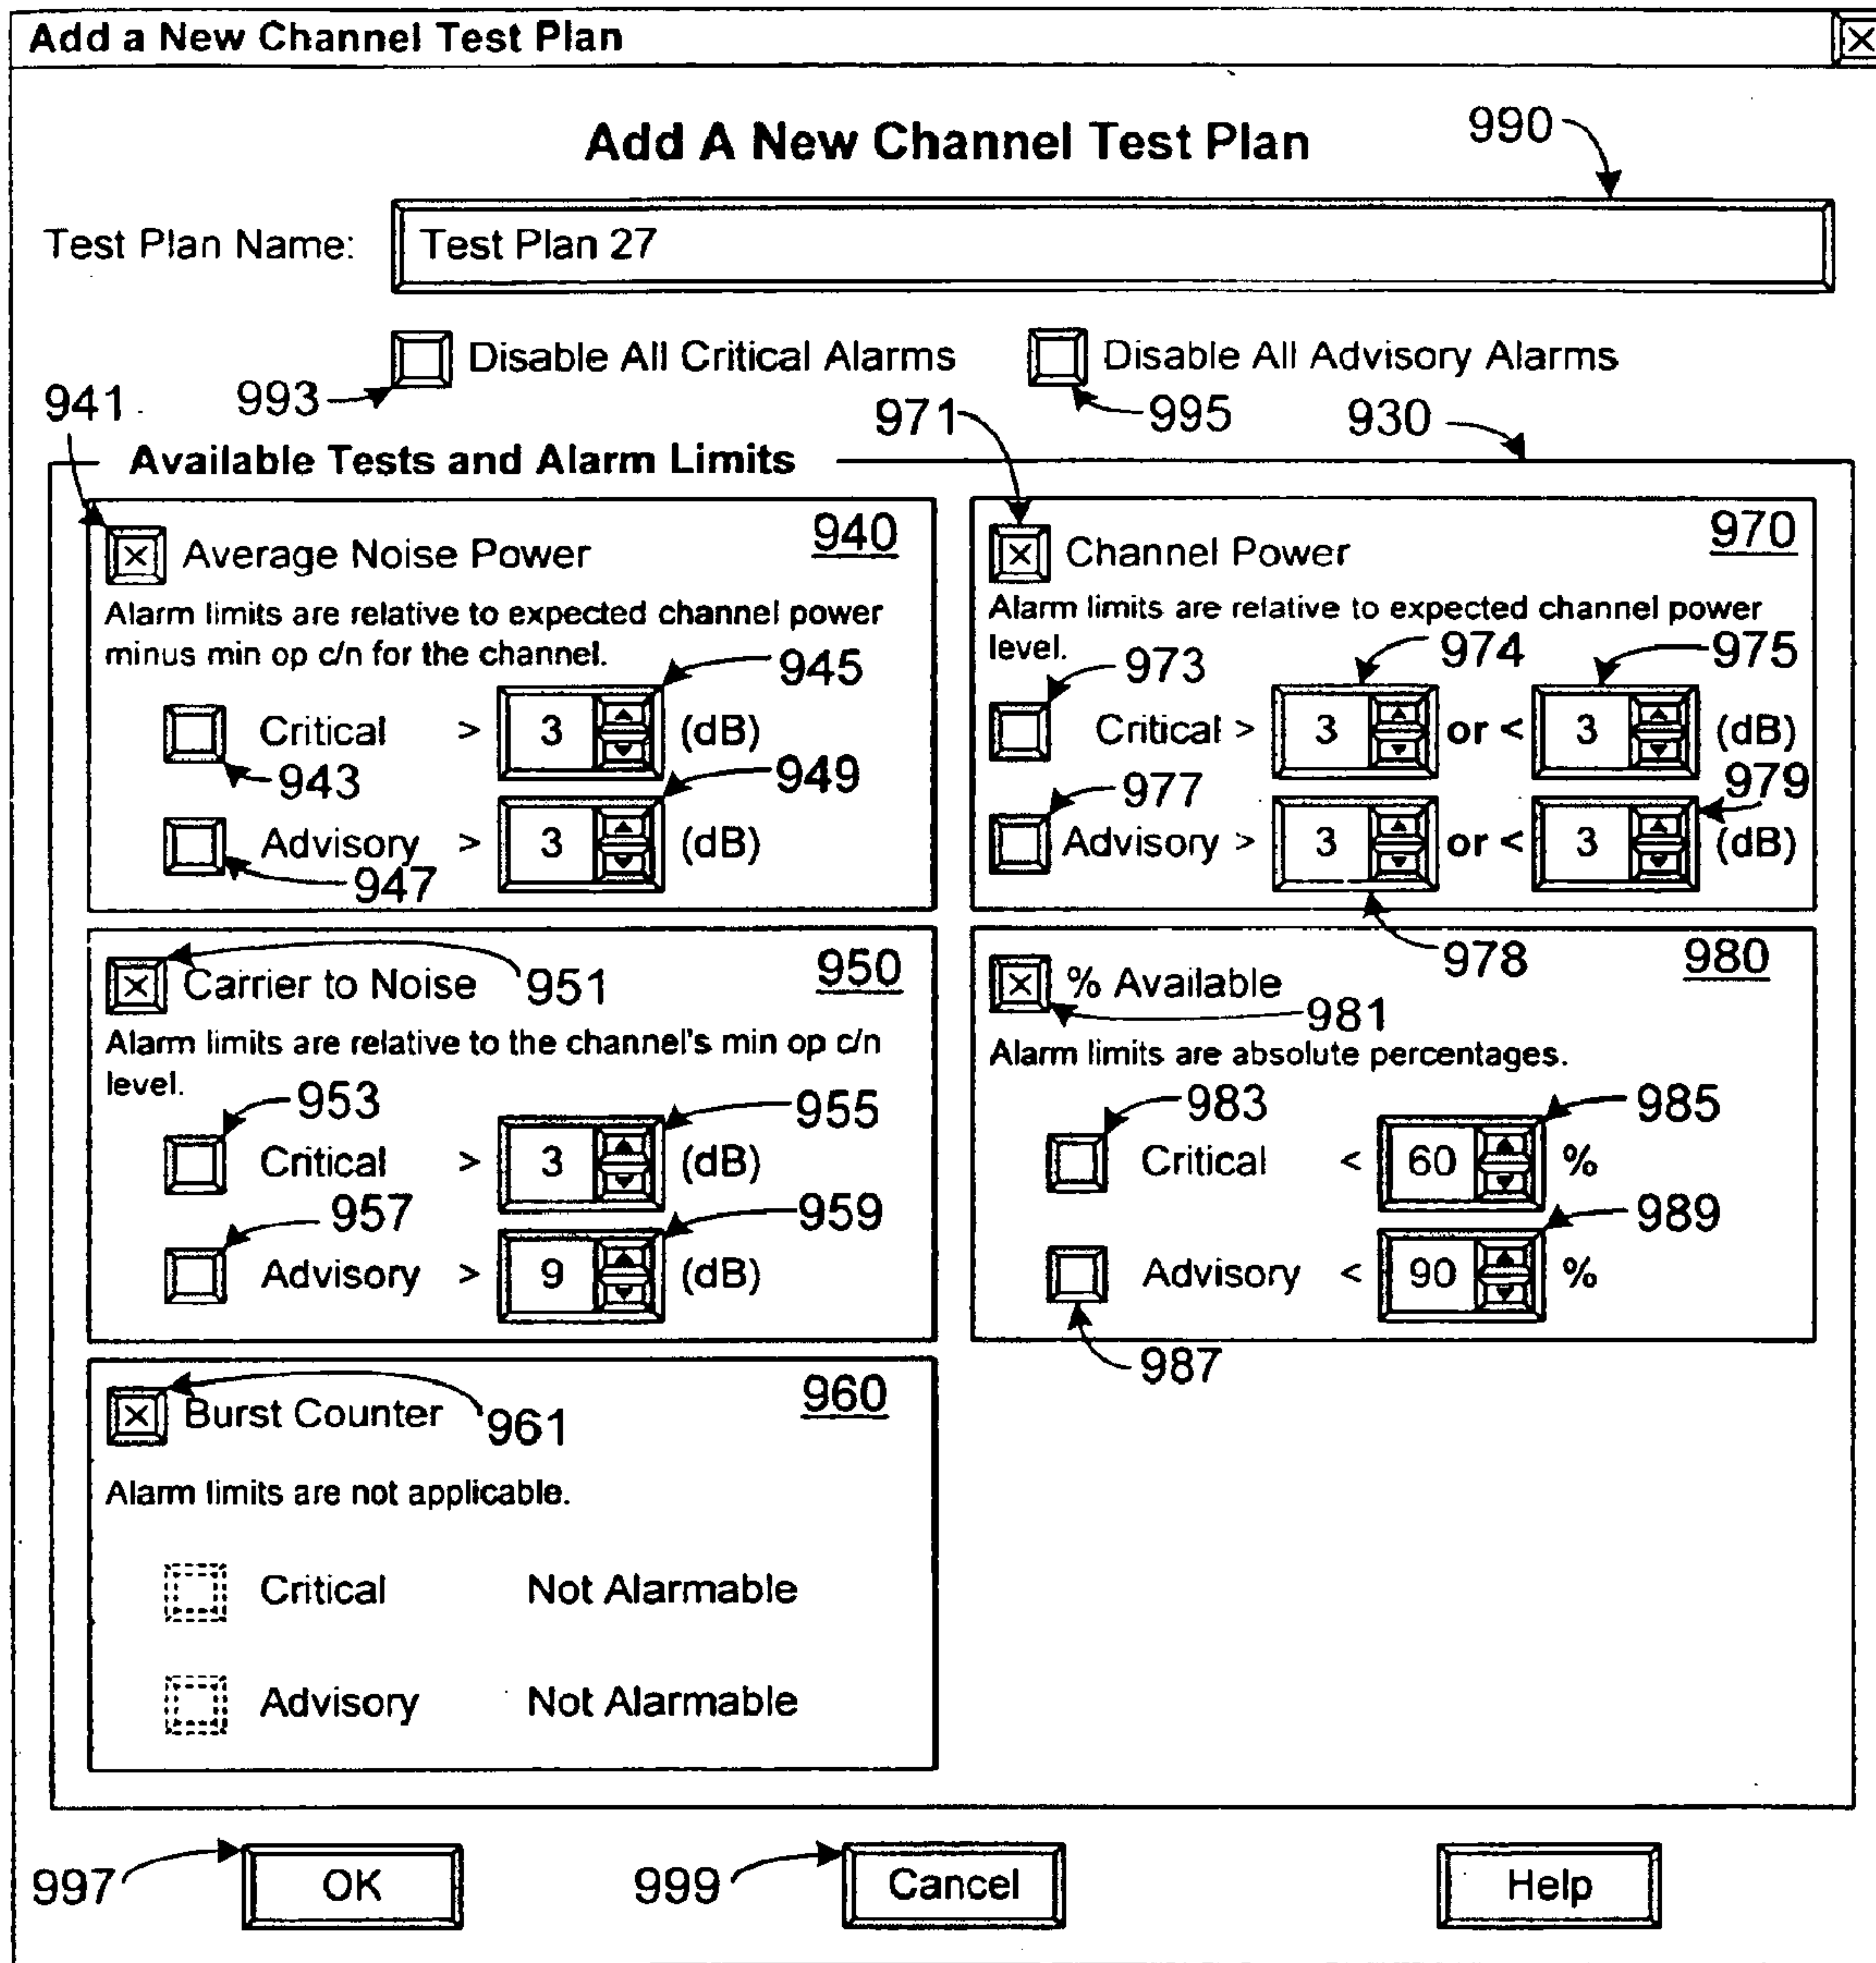 Add a New Channel Test Plan
Add A New Channel Test Plan
990
Test Plan Name: Test Plan 27
Disable All Critical Alarms Disable All Advisory Alarms
993 995
941 971 930
Available Tests and Alarm Limits
Average Noise Power 940
Alarm limits are relative to expected channel power
minus min op c/n for the channel.
945
Critical > 3 (dB)
943
949
Advisory > 3 (dB)
947
Channel Power 970
Alarm limits are relative to expected channel power
level.
973 974 975
Critical > 3 or < 3 (dB)
977 979
Advisory > 3 or < 3 (dB)
978
Carrier to Noise 951 950
Alarm limits are relative to the channel's min op c/n
level.
953 955
Critical > 3 (dB)
957 959
Advisory > 9 (dB)
% Available 980
981
Alarm limits are absolute percentages.
983 985
Critical < 60 %
989
Advisory < 90 %
987
Burst Counter 961 960
Alarm limits are not applicable.
Critical Not Alarmable
Advisory Not Alarmable
997 OK 999 Cancel Help